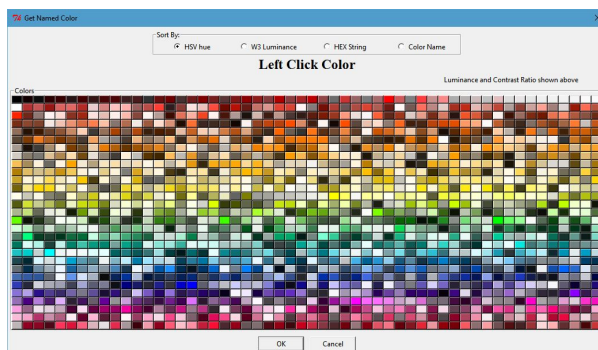 Get Named Color
Sort By:
HSV hue W3 Luminance HEX String Color Name
Left Click Color
Luminance and Contrast Ratio shown above
Colors
OK Cancel